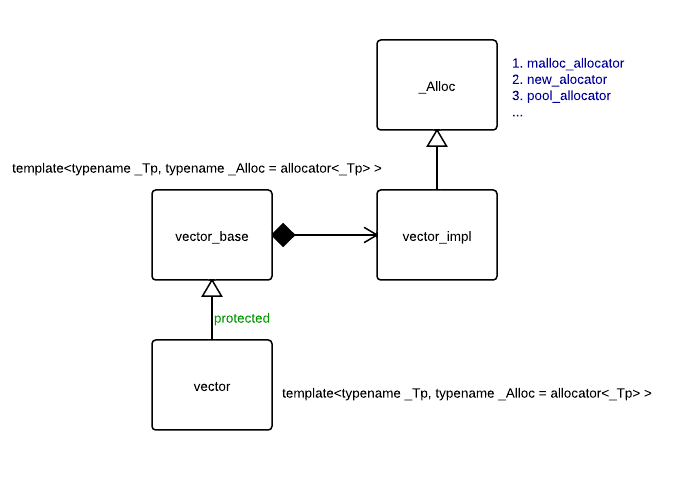 _Alloc
1. malloc_allocator
2. new_alocator
3. pool_allocator
...
template<typename _Tp, typename _Alloc = allocator<_Tp> >
vector_base
vector_impl
protected
vector
template<typename _Tp, typename _Alloc = allocator<_Tp> >